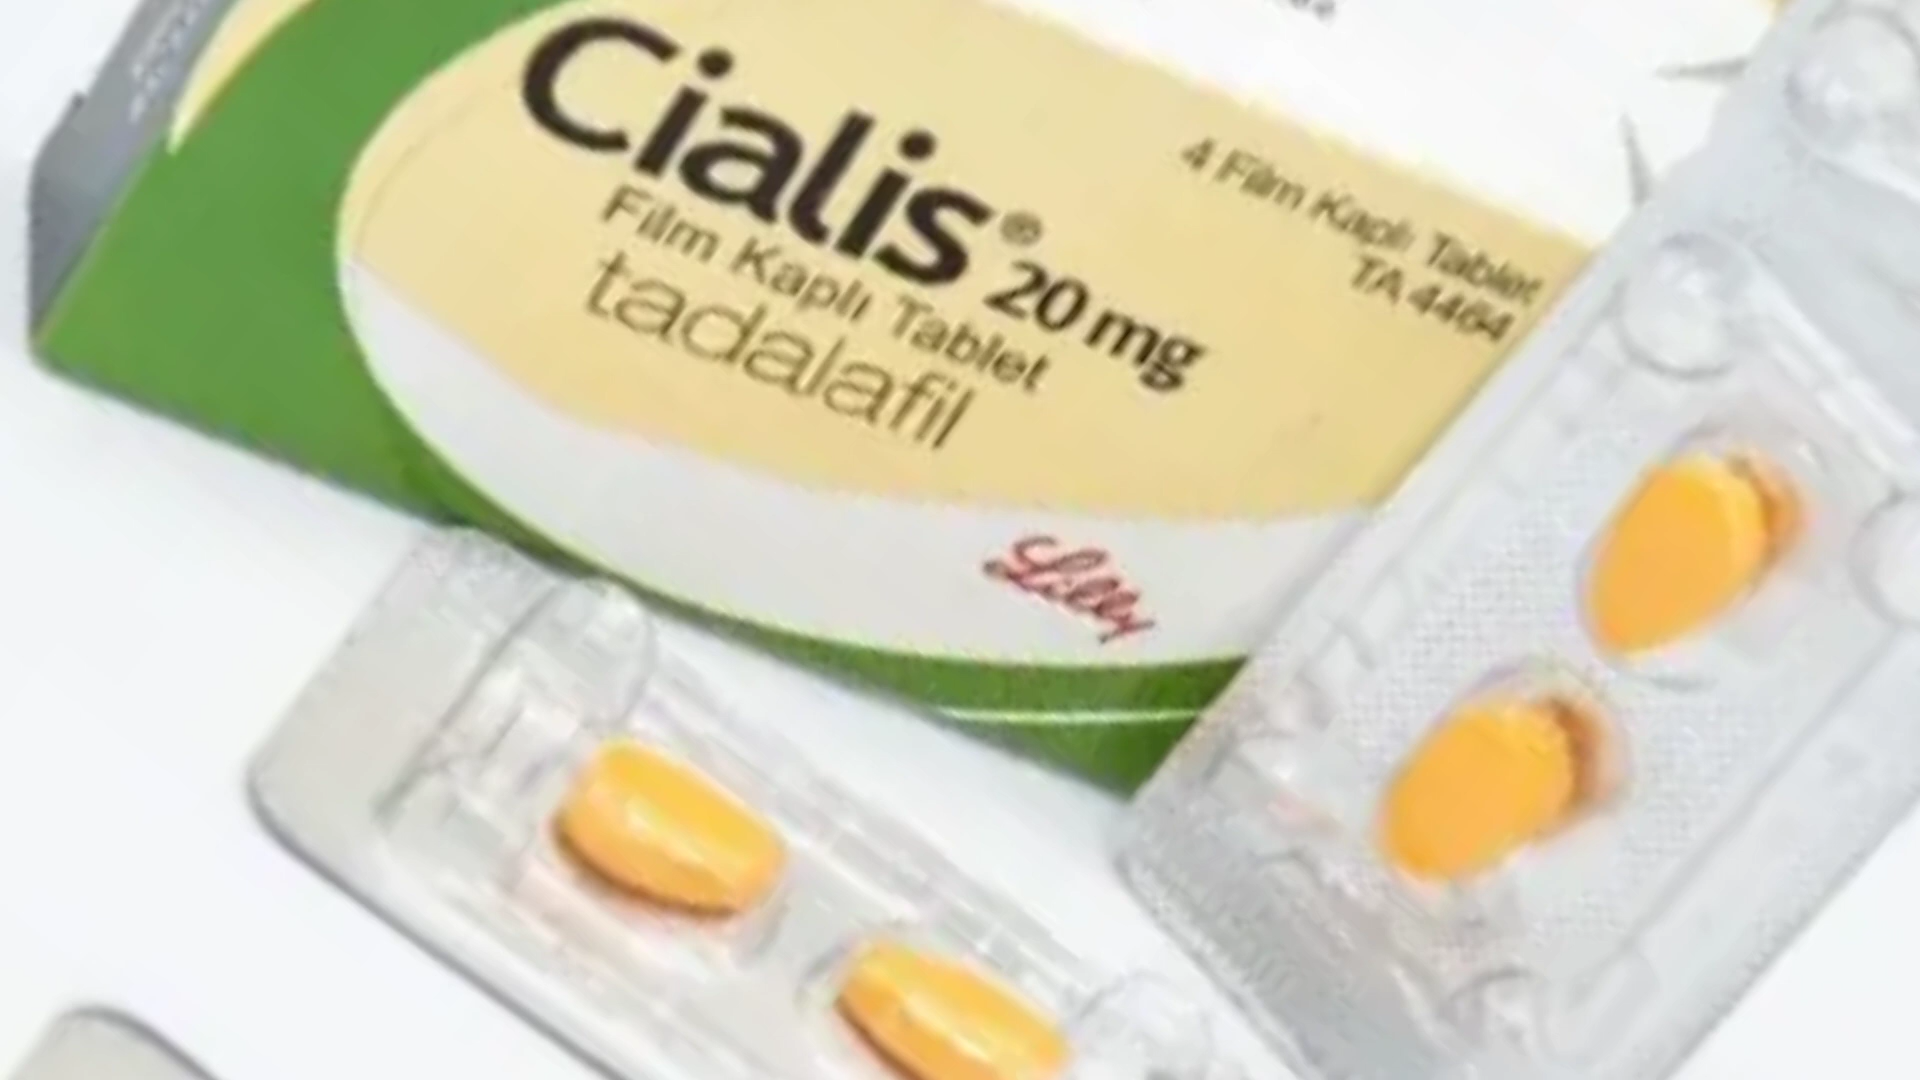 Cialis® 20 mg
Film Kaplı Tablet
tadalafil
4 Film Kaplı Tablet
TA 4464
Lilly